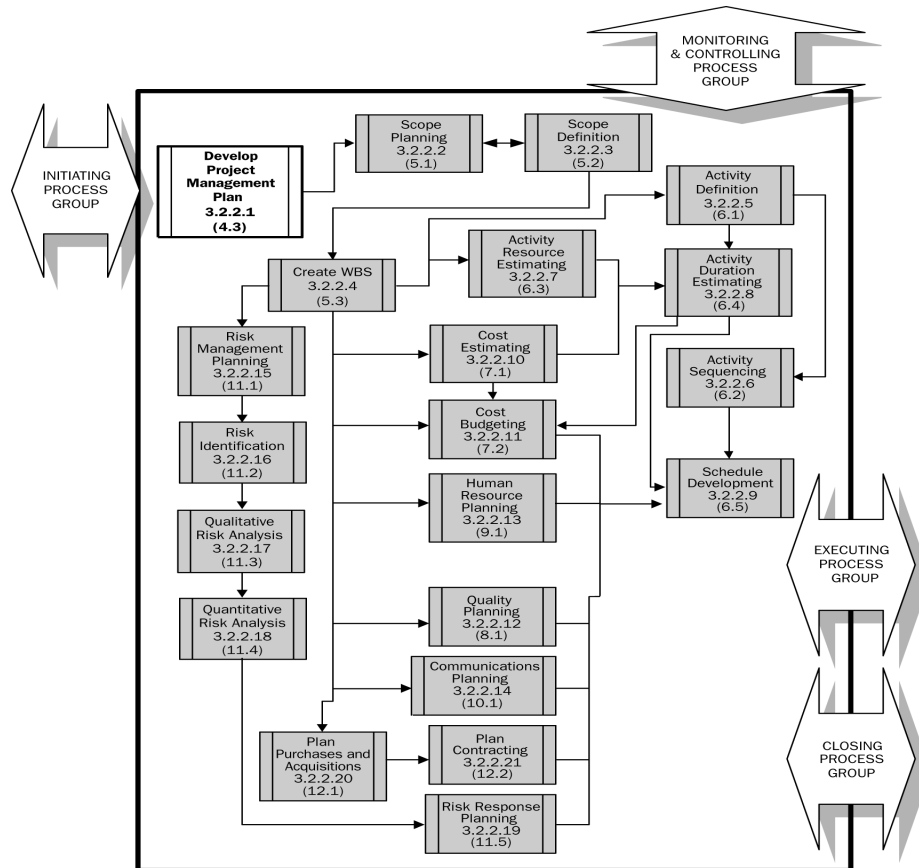 MONITORING
& CONTROLLING
PROCESS
GROUP
INITIATING
PROCESS
GROUP
Develop
Project
Management
Plan
3.2.2.1
(4.3)
Scope
Planning
3.2.2.2
(5.1)
Scope
Definition
3.2.2.3
(5.2)
Activity
Definition
3.2.2.5
(6.1)
Create WBS
3.2.2.4
(5.3)
Activity
Resource
Estimating
3.2.2.7
(6.3)
Activity
Duration
Estimating
3.2.2.8
(6.4)
Risk
Management
Planning
3.2.2.15
(11.1)
Cost
Estimating
3.2.2.10
(7.1)
Activity
Sequencing
3.2.2.6
(6.2)
Risk
Identification
3.2.2.16
(11.2)
Cost
Budgeting
3.2.2.11
(7.2)
Human
Resource
Planning
3.2.2.13
(9.1)
Schedule
Development
3.2.2.9
(6.5)
Qualitative
Risk Analysis
3.2.2.17
(11.3)
EXECUTING
PROCESS
GROUP
Quantitative
Risk Analysis
3.2.2.18
(11.4)
Quality
Planning
3.2.2.12
(8.1)
Communications
Planning
3.2.2.14
(10.1)
Plan
Purchases and
Acquisitions
3.2.2.20
(12.1)
Plan
Contracting
3.2.2.21
(12.2)
CLOSING
PROCESS
GROUP
Risk Response
Planning
3.2.2.19
(11.5)